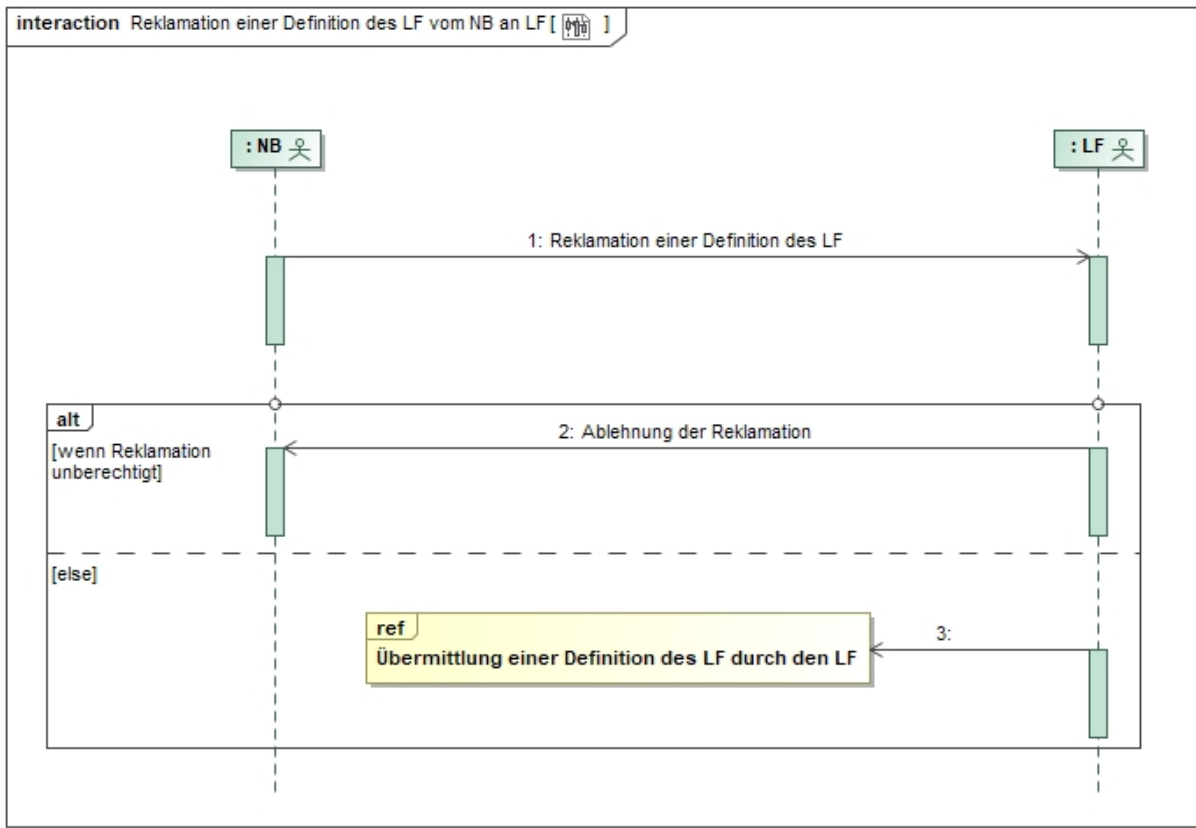 interaction Reklamation einer Definition des LF vom NB an LF [ ]
: NB
: LF
1: Reklamation einer Definition des LF
alt
[wenn Reklamation
unberechtigt]
2: Ablehnung der Reklamation
[else]
ref
Übermittlung einer Definition des LF durch den LF
3: